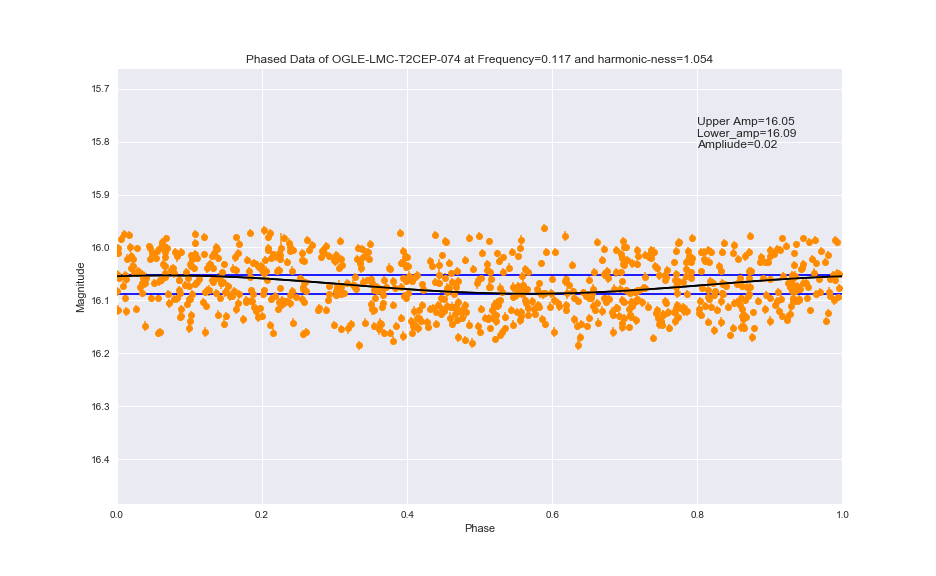 Phased Data of OGLE-LMC-T2CEP-074 at Frequency=0.117 and harmonic-ness=1.054
Upper Amp=16.05
Lower_amp=16.09
Ampliude=0.02
Magnitude
15.7
15.8
15.9
16.0
16.1
16.2
16.3
16.4
0.0
0.2
0.4
0.6
0.8
1.0
Phase